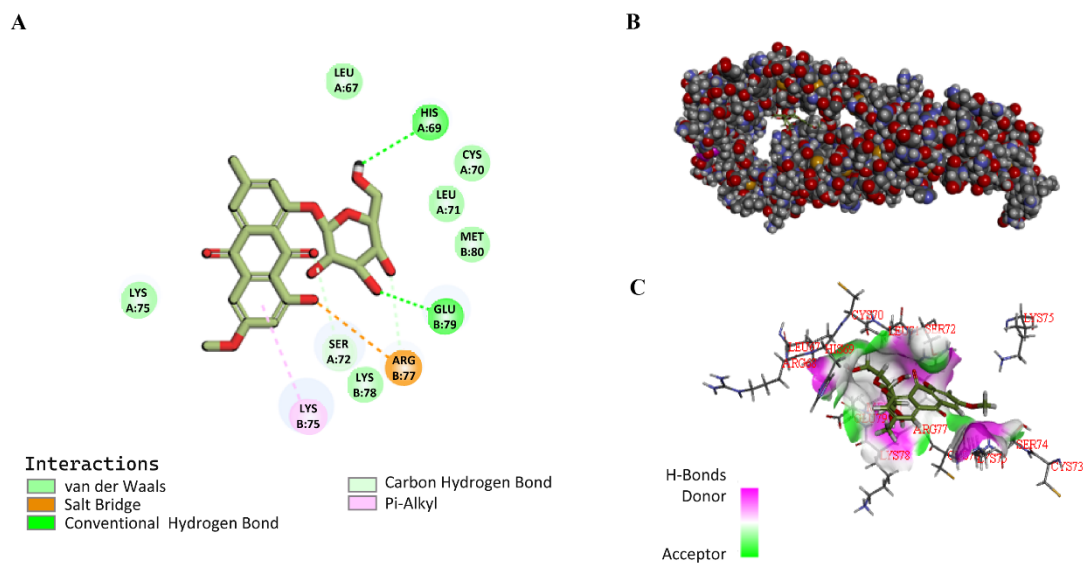 A
LEU
A:67
HIS
A:69
CYS
A:70
LEU
A:71
MET
B:80
LYS
A:75
GLU
B:79
SER
A:72
ARG
B:77
LYS
B:78
LYS
B:75
Interactions
van der Waals
Salt Bridge
Conventional Hydrogen Bond
Carbon Hydrogen Bond
Pi-Alkyl
B
C
CYS70
SER72
LYS75
HIS69
ARG77
SER74
CYS73
H-Bonds
Donor
Acceptor